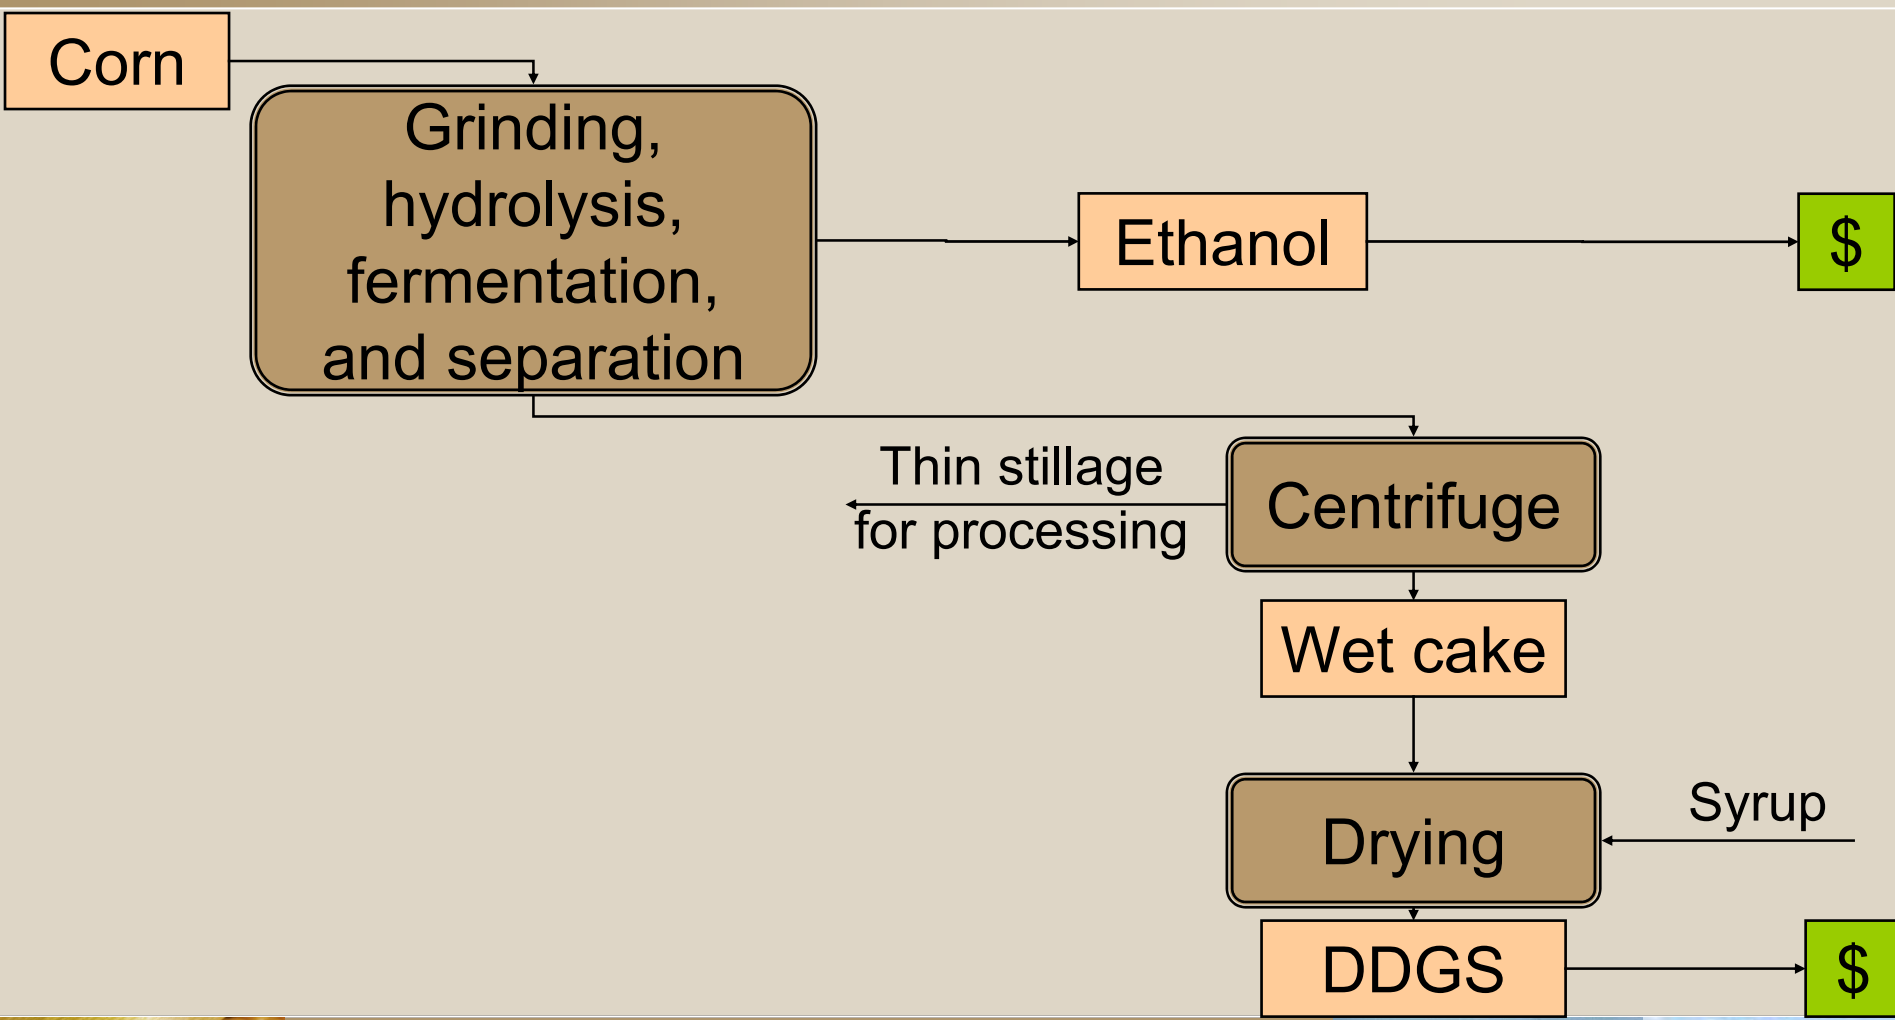 Corn
Grinding,
hydrolysis,
fermentation,
and separation
Ethanol
$
Thin stillage
for processing
Centrifuge
Wet cake
Syrup
Drying
DDGS
$